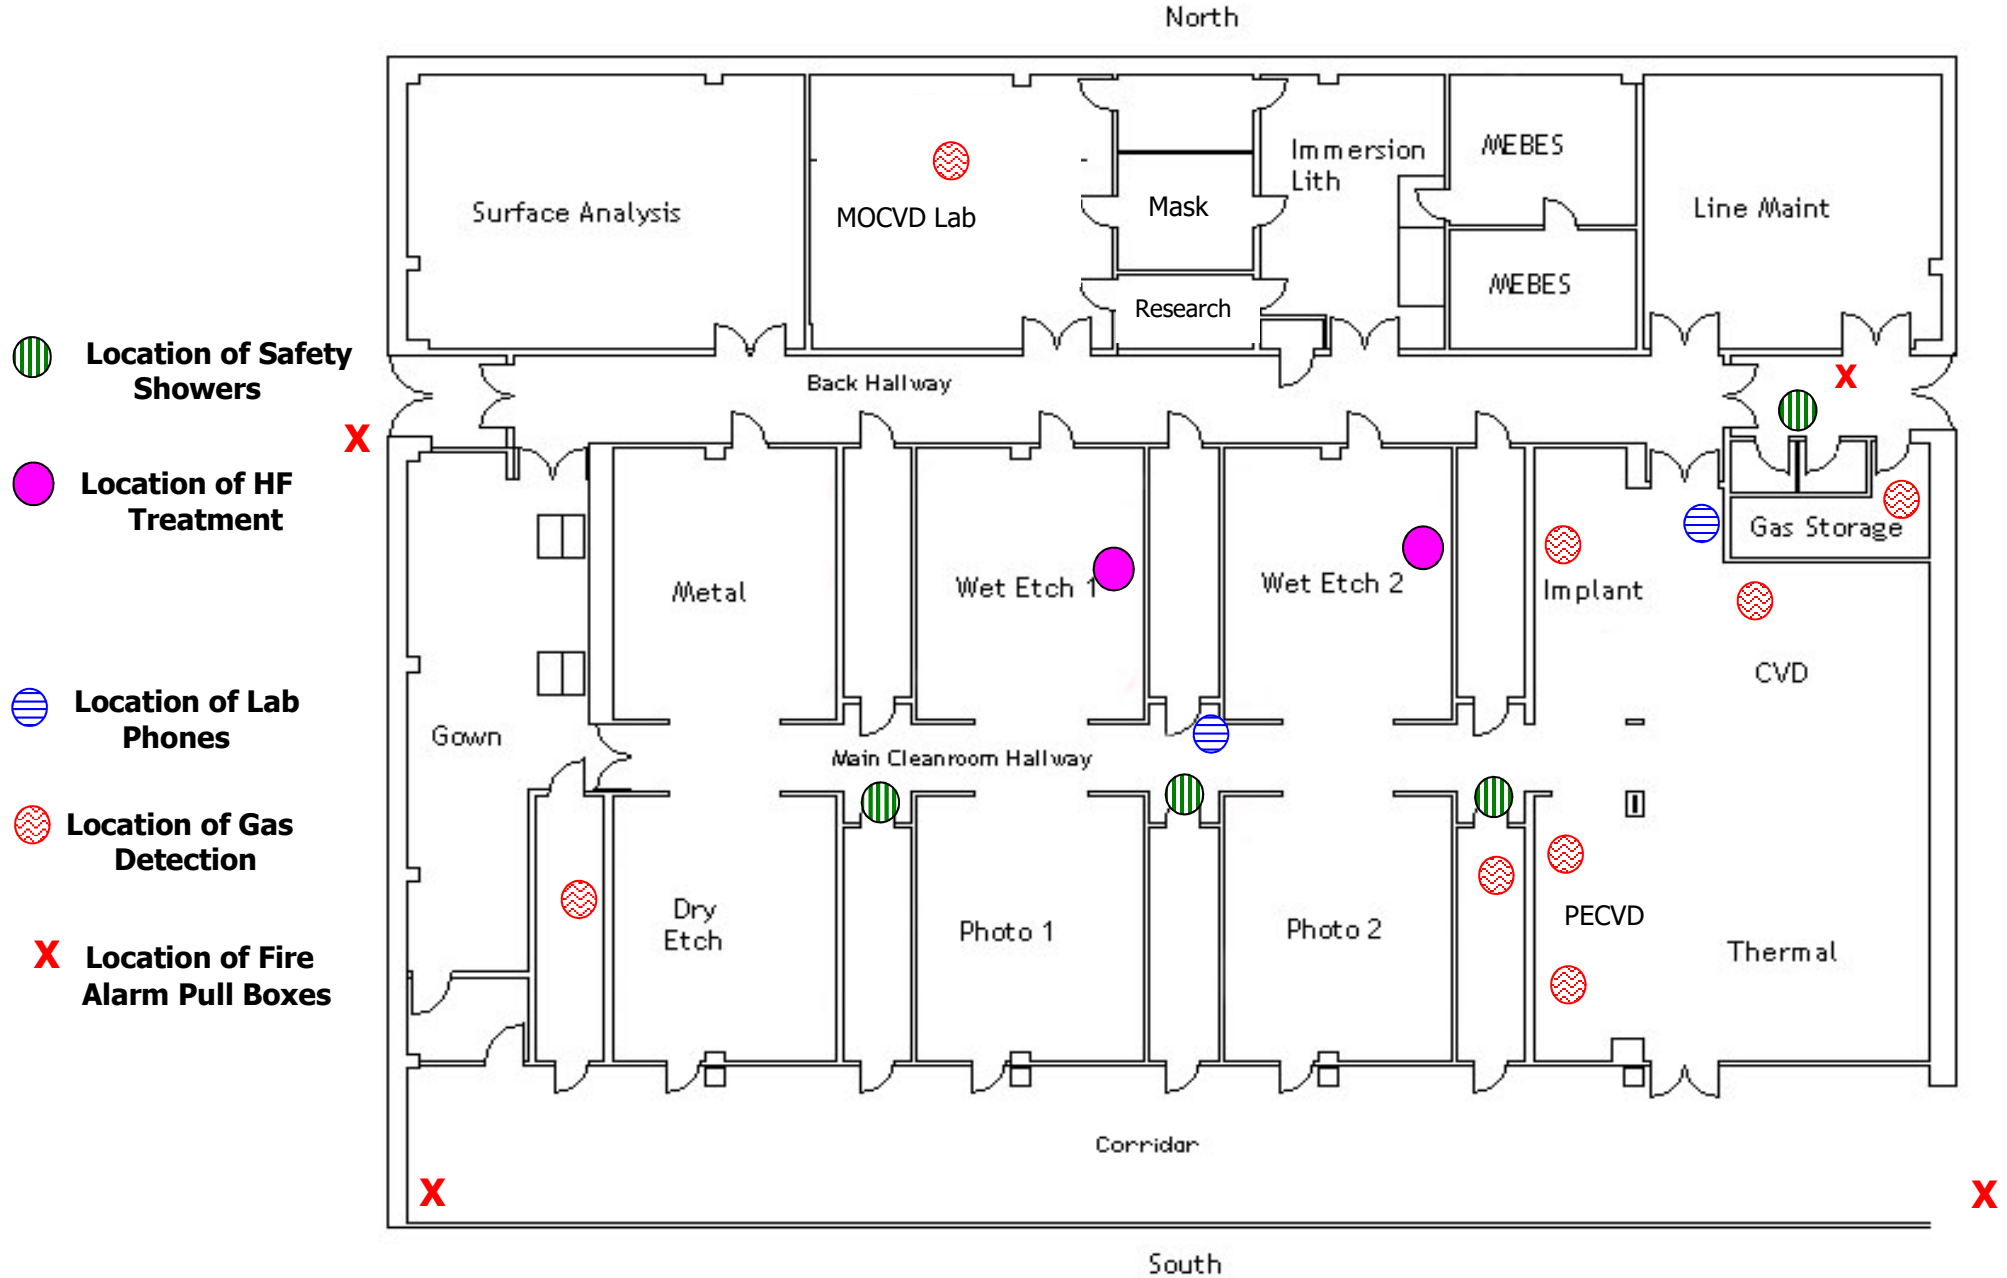 North
Immersion
Lith
MEBES
Surface Analysis
MOCVD Lab
Mask
Line Maint
MEBES
Research
Location of Safety
Showers
Back Hallway
X
X
Location of HF
Treatment
Gas Storage
Metal
Wet Etch 1
Wet Etch 2
Implant
CVD
Location of Lab
Phones
Gown
Main Cleanroom Hallway
Location of Gas
Detection
Dry
Etch
Photo 1
Photo 2
PECVD
Thermal
X Location of Fire
Alarm Pull Boxes
Corridor
X
X
South